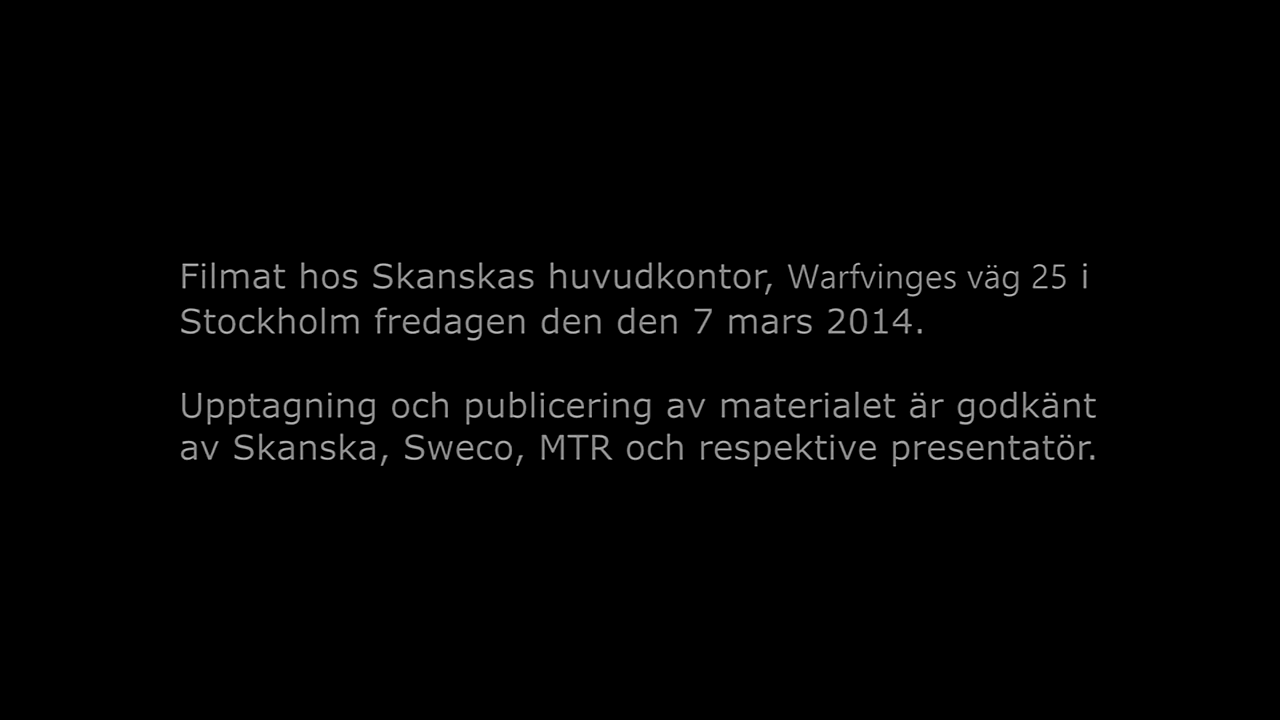 Filmat hos Skanskas huvudkontor, Warfvinges väg 25 i
Stockholm fredagen den den 7 mars 2014.
Upptagning och publicering av materialet är godkänt
av Skanska, Sweco, MTR och respektive presentatör.